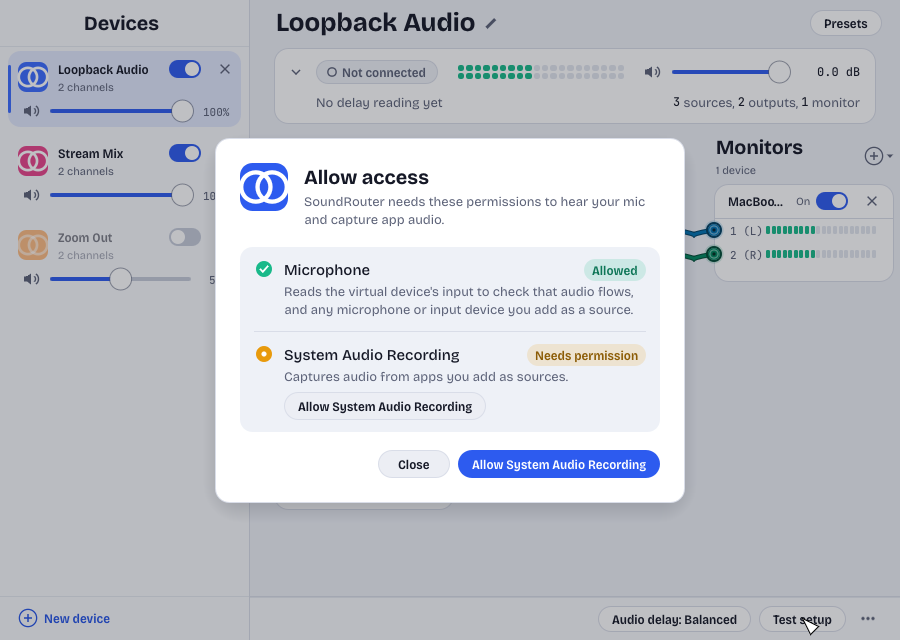 Devices
Loopback Audio
2 channels
100%
Stream Mix
2 channels
10
Zoom Out
2 channels
5
New device
Loopback Audio
Presets
Not connected
0.0 dB
No delay reading yet
3 sources, 2 outputs, 1 monitor
Monitors
1 device
MacBoo...
On
1 (L)
2 (R)
Allow access
SoundRouter needs these permissions to hear your mic
and capture app audio.
Microphone
Allowed
Reads the virtual device's input to check that audio flows,
and any microphone or input device you add as a source.
System Audio Recording
Needs permission
Captures audio from apps you add as sources.
Allow System Audio Recording
Close
Allow System Audio Recording
Audio delay: Balanced
Test setup